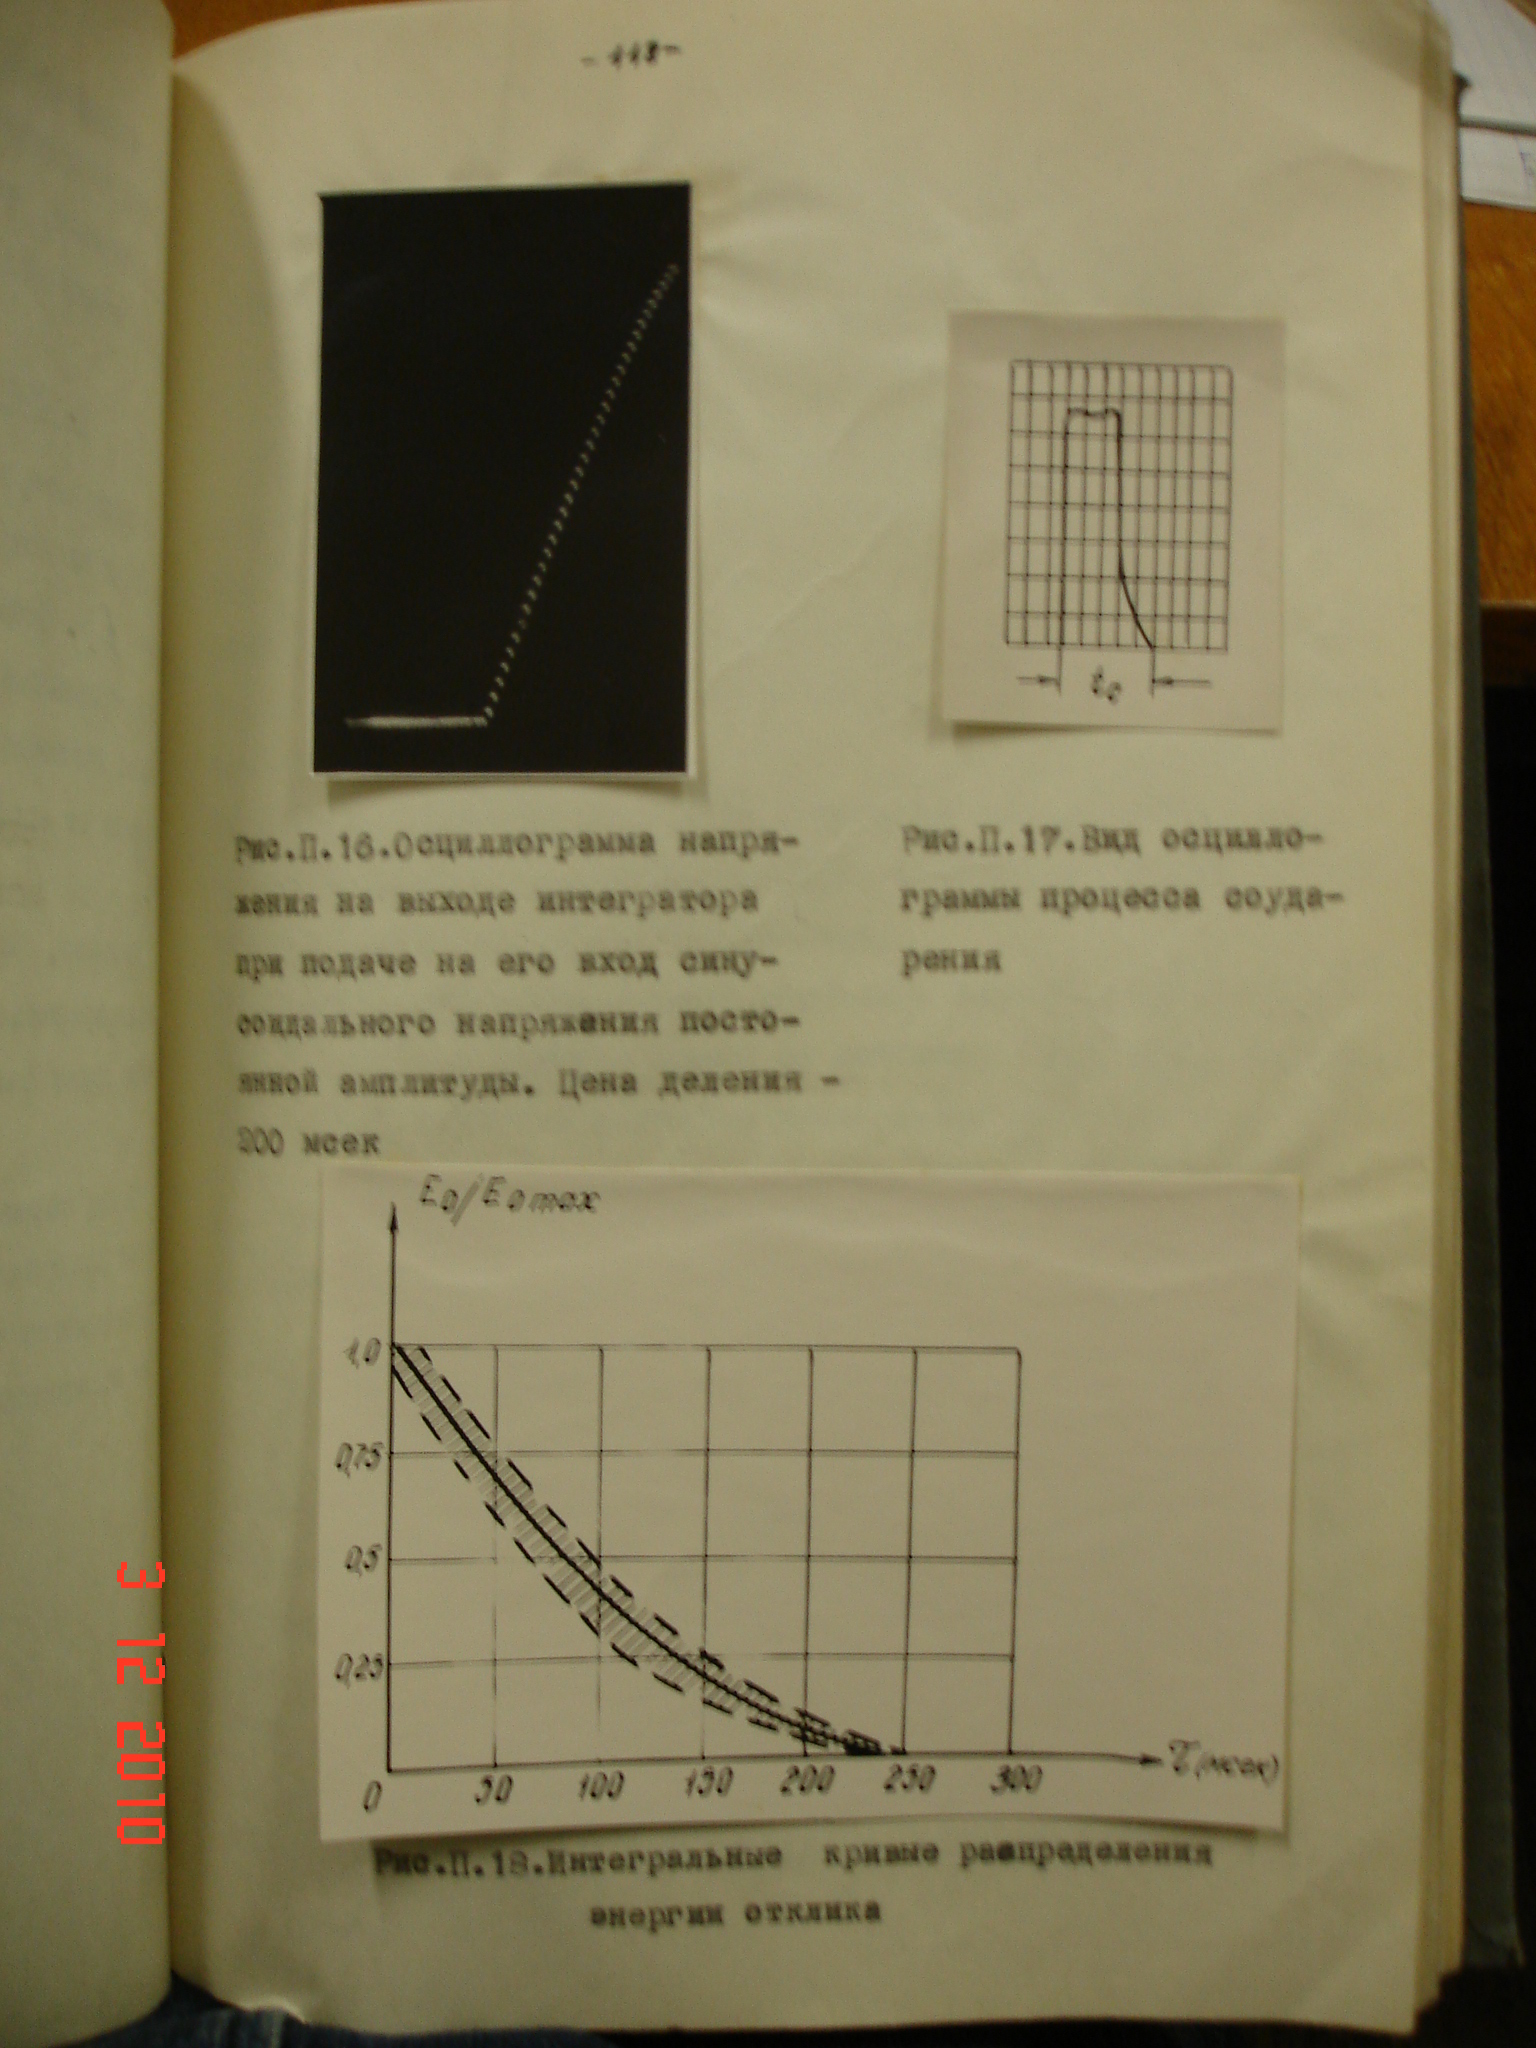 -118-
t_c
Рис.П.16.Осциллограмма напря-
жения на выходе интегратора
при подаче на его вход сину-
соидального напряжения посто-
янной амплитуды. Цена деления -
200 мсек
Рис.П.17.Вид осцилло-
граммы процесса соуда-
рения
E₀/E₀ max
1,0
0,75
0,5
0,25
0 50 100 150 200 250 300 τ(мсек)
Рис.П.18.Интегральные кривые распределения
энергии отклика
3 12 2010